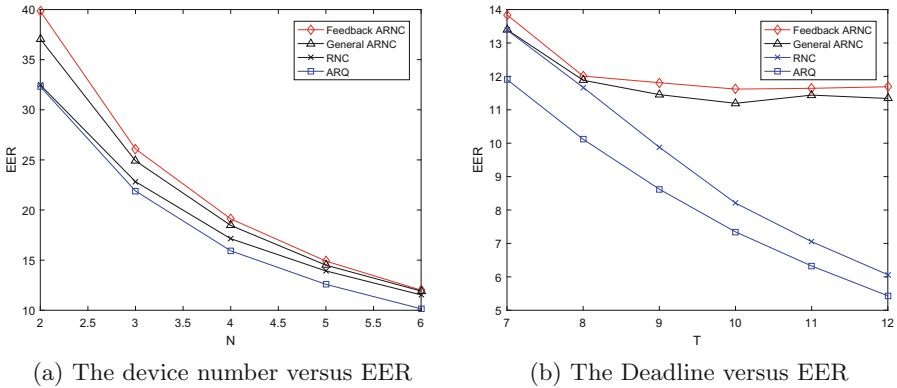 40
35
30
25
20
15
10
EER
2
2.5
3
3.5
4
4.5
5
5.5
6
N
Feedback ARNC
General ARNC
RNC
ARQ
(a) The device number versus EER
14
13
12
11
10
9
8
7
6
5
EER
7
8
9
10
11
12
T
Feedback ARNC
General ARNC
RNC
ARQ
(b) The Deadline versus EER